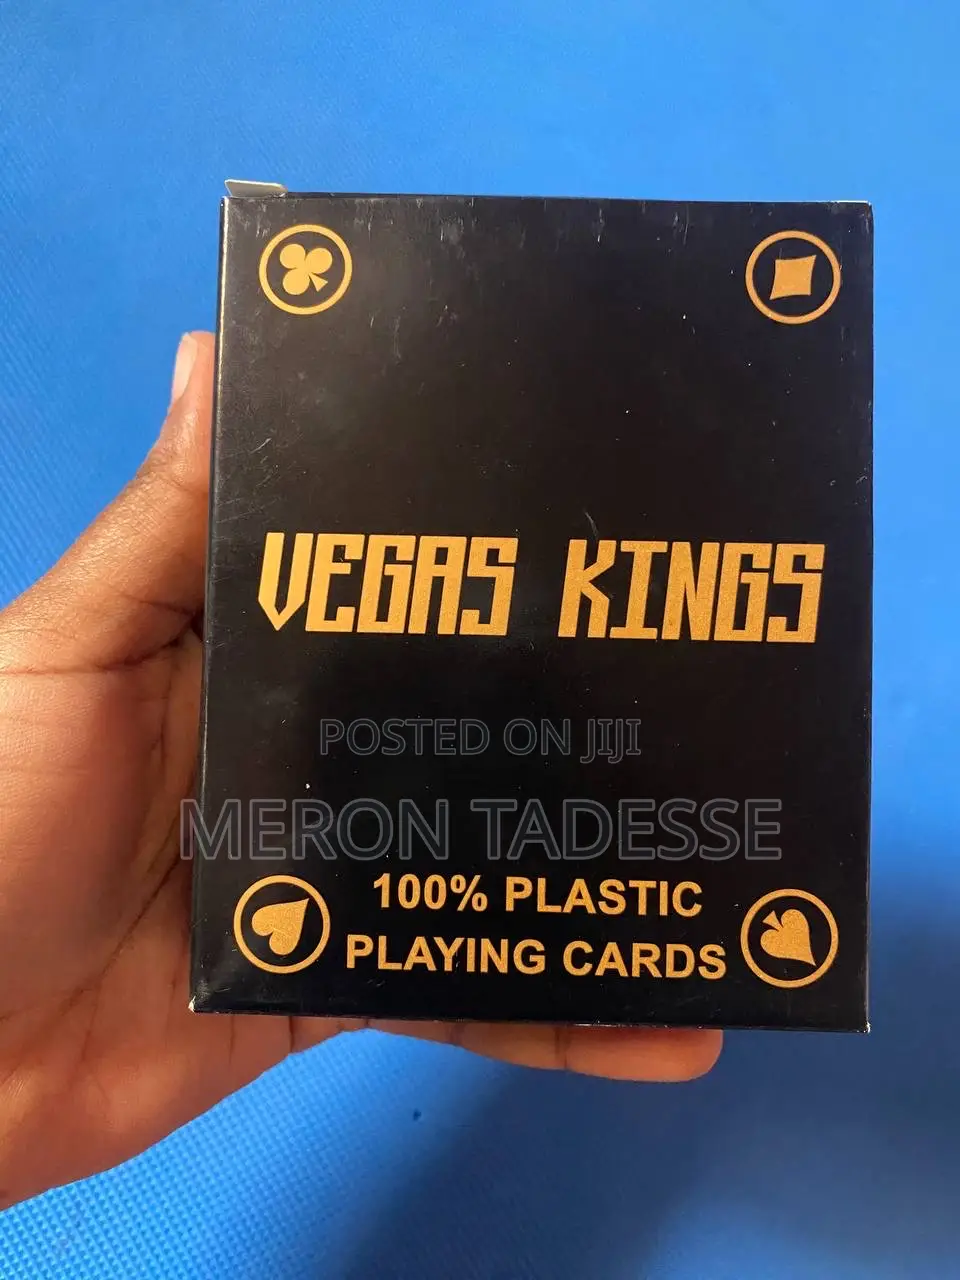 VEGAS KINGS
POSTED ON JIJI
MERON TADESSE
100% PLASTIC
PLAYING CARDS